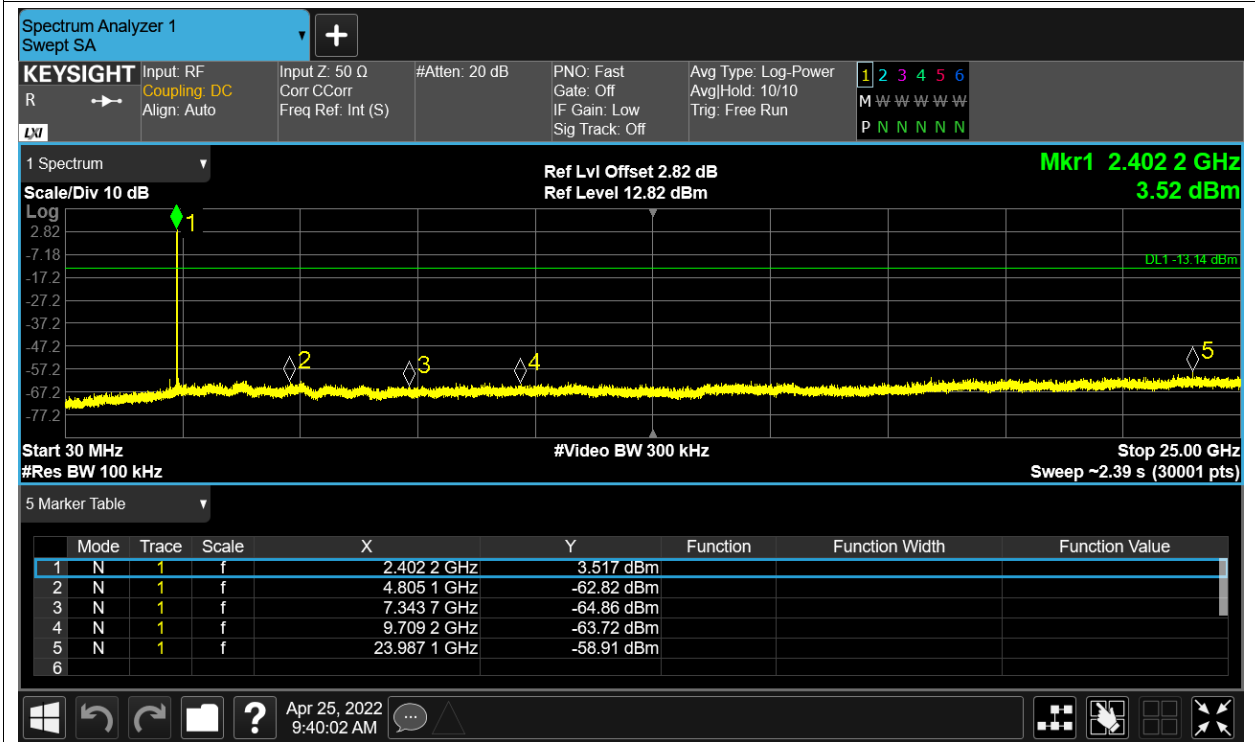 Spectrum Analyzer 1
Swept SA
KEYSIGHT Input: RF Input Z: 50 Ω #Atten: 20 dB PNO: Fast Avg Type: Log-Power 1 2 3 4 5 6
R Coupling: DC Corr CCorr Gate: Off Avg|Hold: 10/10 M W W W W W
Align: Auto Freq Ref: Int (S) IF Gain: Low Trig: Free Run
LXI Sig Track: Off P N N N N N
1 Spectrum Ref Lvl Offset 2.82 dB Mkr1 2.402 2 GHz
Scale/Div 10 dB Ref Level 12.82 dBm 3.52 dBm
Log
1
2.82
-7.18
DL1 -13.14 dBm
-17.2
-27.2
-37.2
-47.2
2 3 4 5
-57.2
-67.2
-77.2
Start 30 MHz #Video BW 300 kHz Stop 25.00 GHz
#Res BW 100 kHz Sweep ~2.39 s (30001 pts)
5 Marker Table
Mode Trace Scale X Y Function Function Width Function Value
1 N 1 f 2.402 2 GHz 3.517 dBm
2 N 1 f 4.805 1 GHz -62.82 dBm
3 N 1 f 7.343 7 GHz -64.86 dBm
4 N 1 f 9.709 2 GHz -63.72 dBm
5 N 1 f 23.987 1 GHz -58.91 dBm
6
? Apr 25, 2022
9:40:02 AM